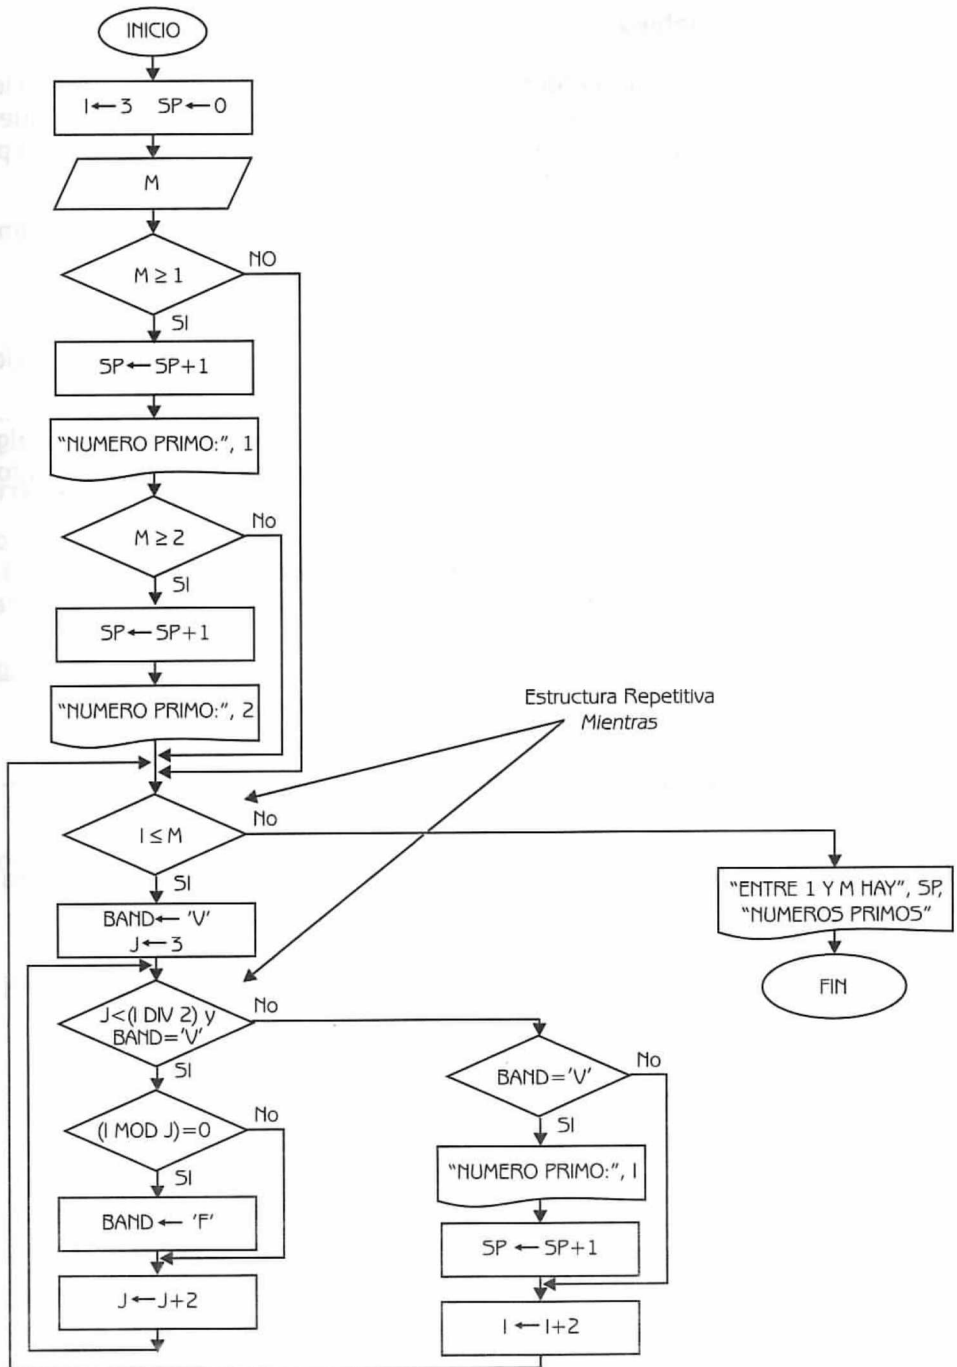 INICIO
I ← 3 SP ← 0
M
M ≥ 1
NO
SI
SP ← SP+1
"NUMERO PRIMO:", 1
M ≥ 2
No
SI
SP ← SP+1
"NUMERO PRIMO:", 2
Estructura Repetitiva
Mientras
I ≤ M
No
SI
"ENTRE 1 Y M HAY", SP,
"NUMEROS PRIMOS"
FIN
BAND ← 'V'
J ← 3
J<(I DIV 2) y
BAND='V'
No
SI
(I MOD J)=0
No
SI
BAND ← 'F'
J ← J+2
BAND='V'
No
SI
"NUMERO PRIMO:", I
SP ← SP+1
I ← I+2